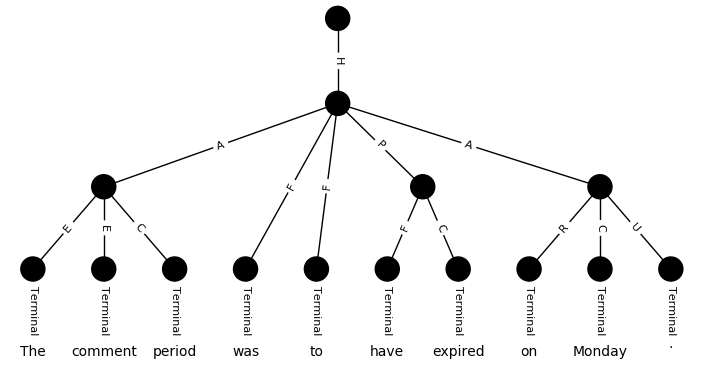 H
A F F P A
E E C F C R C U
Terminal Terminal Terminal Terminal Terminal Terminal Terminal Terminal Terminal Terminal
The comment period was to have expired on Monday .